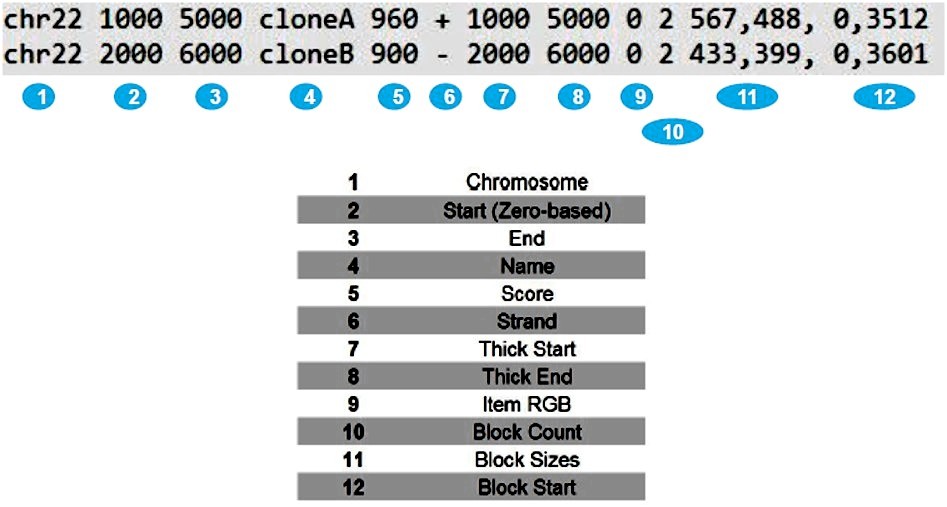 chr22 1000 5000 cloneA 960 + 1000 5000 0 2 567,488, 0,3512
chr22 2000 6000 cloneB 900 - 2000 6000 0 2 433,399, 0,3601
1 2 3 4 5 6 7 8 9 11 12
10
1 Chromosome
2 Start (Zero-based)
3 End
4 Name
5 Score
6 Strand
7 Thick Start
8 Thick End
9 Item RGB
10 Block Count
11 Block Sizes
12 Block Start